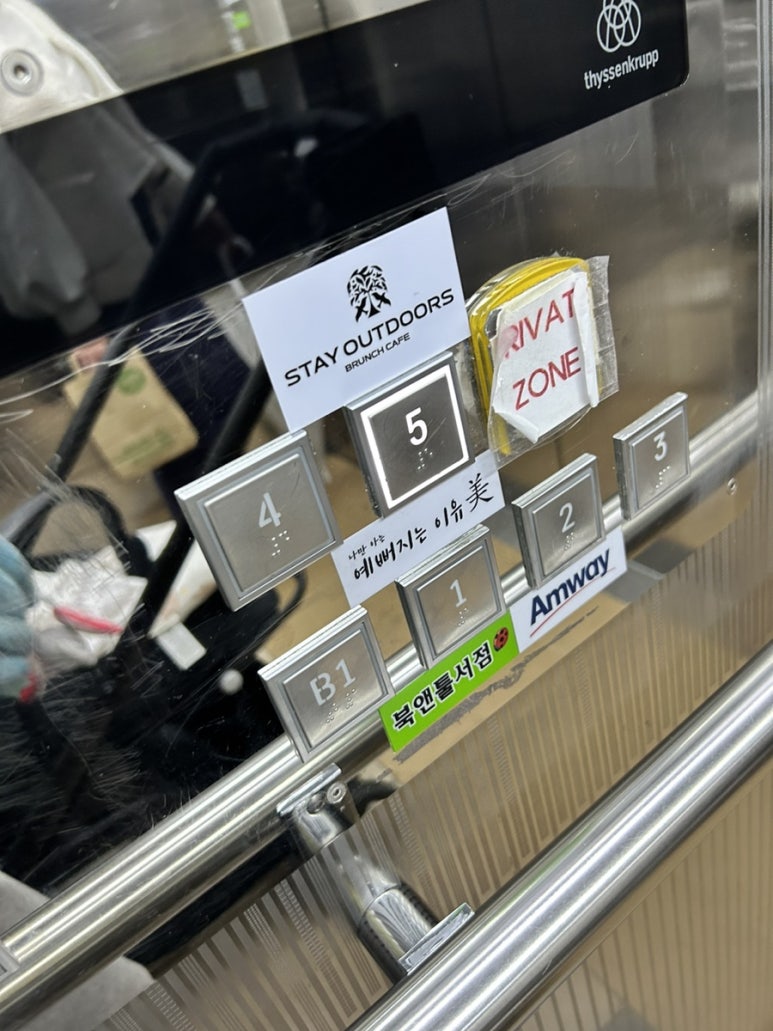 thyssenkrupp
STAY OUTDOORS
BRUNCH CAFE
RIVAT
ZONE
5
4
3
2
나만 아는
예뻐지는 이유美
1
Amway
B1
북앤툴서점